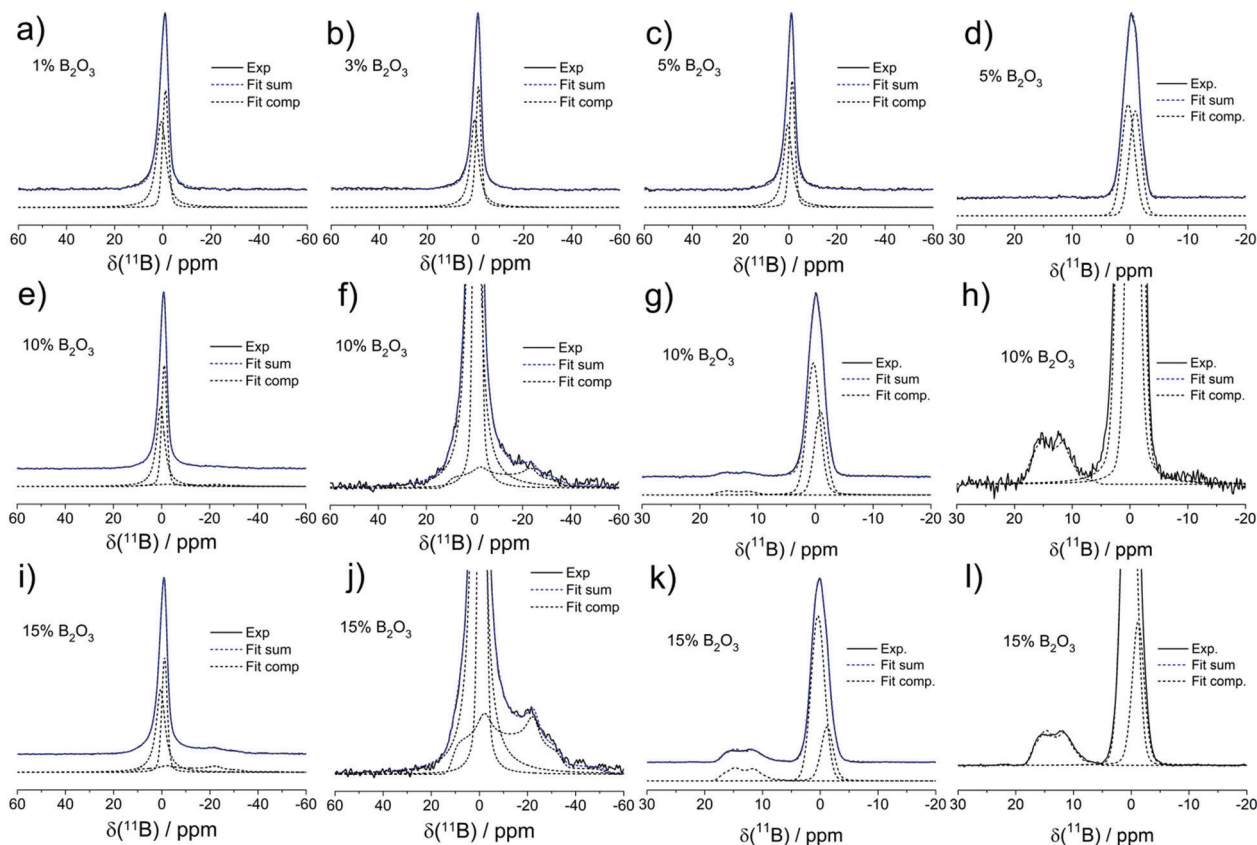 a)
1% B₂O₃
Exp
Fit sum
Fit comp
60 40 20 0 -20 -40 -60
δ(¹¹B) / ppm
b)
3% B₂O₃
Exp
Fit sum
Fit comp
60 40 20 0 -20 -40 -60
δ(¹¹B) / ppm
c)
5% B₂O₃
Exp
Fit sum
Fit comp
60 40 20 0 -20 -40 -60
δ(¹¹B) / ppm
d)
5% B₂O₃
Exp.
Fit sum
Fit comp.
30 20 10 0 -10 -20
δ(¹¹B) / ppm
e)
10% B₂O₃
Exp
Fit sum
Fit comp
60 40 20 0 -20 -40 -60
δ(¹¹B) / ppm
f)
10% B₂O₃
Exp
Fit sum
Fit comp
60 40 20 0 -20 -40 -60
δ(¹¹B) / ppm
g)
10% B₂O₃
Exp.
Fit sum
Fit comp.
30 20 10 0 -10 -20
δ(¹¹B) / ppm
h)
10% B₂O₃
Exp.
Fit sum
Fit comp.
30 20 10 0 -10 -20
δ(¹¹B) / ppm
i)
15% B₂O₃
Exp
Fit sum
Fit comp
60 40 20 0 -20 -40 -60
δ(¹¹B) / ppm
j)
15% B₂O₃
Exp
Fit sum
Fit comp
60 40 20 0 -20 -40 -60
δ(¹¹B) / ppm
k)
15% B₂O₃
Exp.
Fit sum
Fit comp.
30 20 10 0 -10 -20
δ(¹¹B) / ppm
l)
15% B₂O₃
Exp.
Fit sum
Fit comp.
30 20 10 0 -10 -20
δ(¹¹B) / ppm